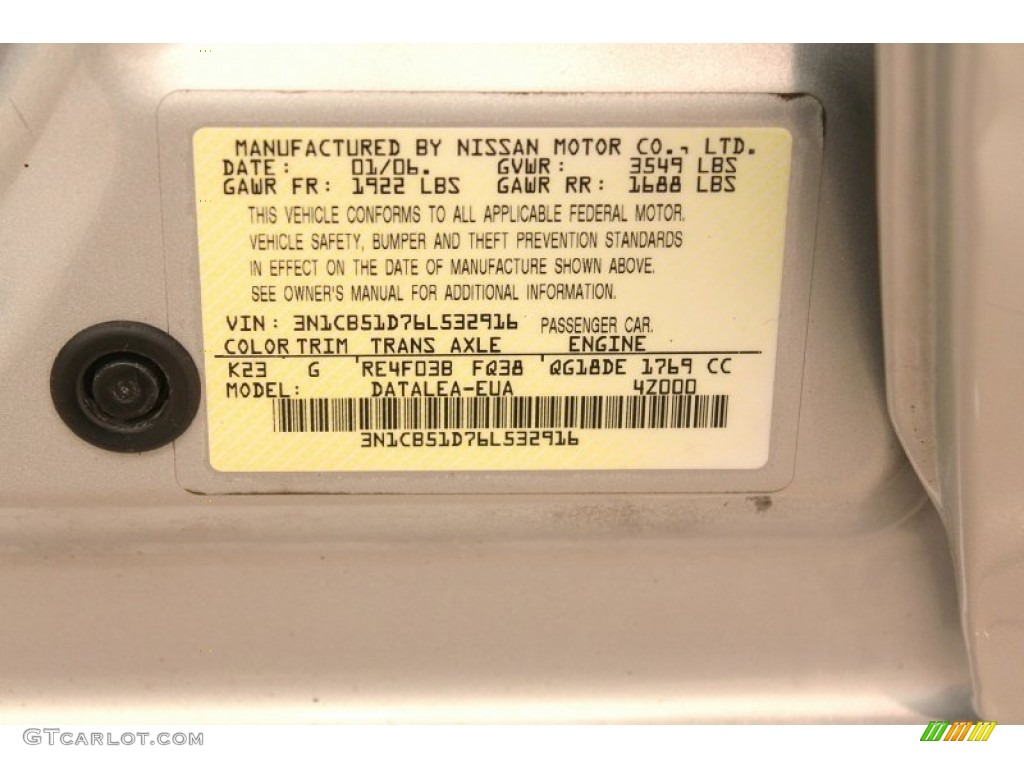 MANUFACTURED BY NISSAN MOTOR CO., LTD.
DATE: 01/06. GVWR: 3549 LBS
GAWR FR: 1922 LBS GAWR RR: 1688 LBS
THIS VEHICLE CONFORMS TO ALL APPLICABLE FEDERAL MOTOR.
VEHICLE SAFETY, BUMPER AND THEFT PREVENTION STANDARDS
IN EFFECT ON THE DATE OF MANUFACTURE SHOWN ABOVE.
SEE OWNER'S MANUAL FOR ADDITIONAL INFORMATION.
VIN: 3N1CB51D76L532916 PASSENGER CAR.
COLOR TRIM TRANS AXLE ENGINE
K23 G RE4F03B FQ38 QG18DE 1769 CC
MODEL: DATALEA-EUA 4Z000
3N1CB51D76L532916
GTCARLOT.COM